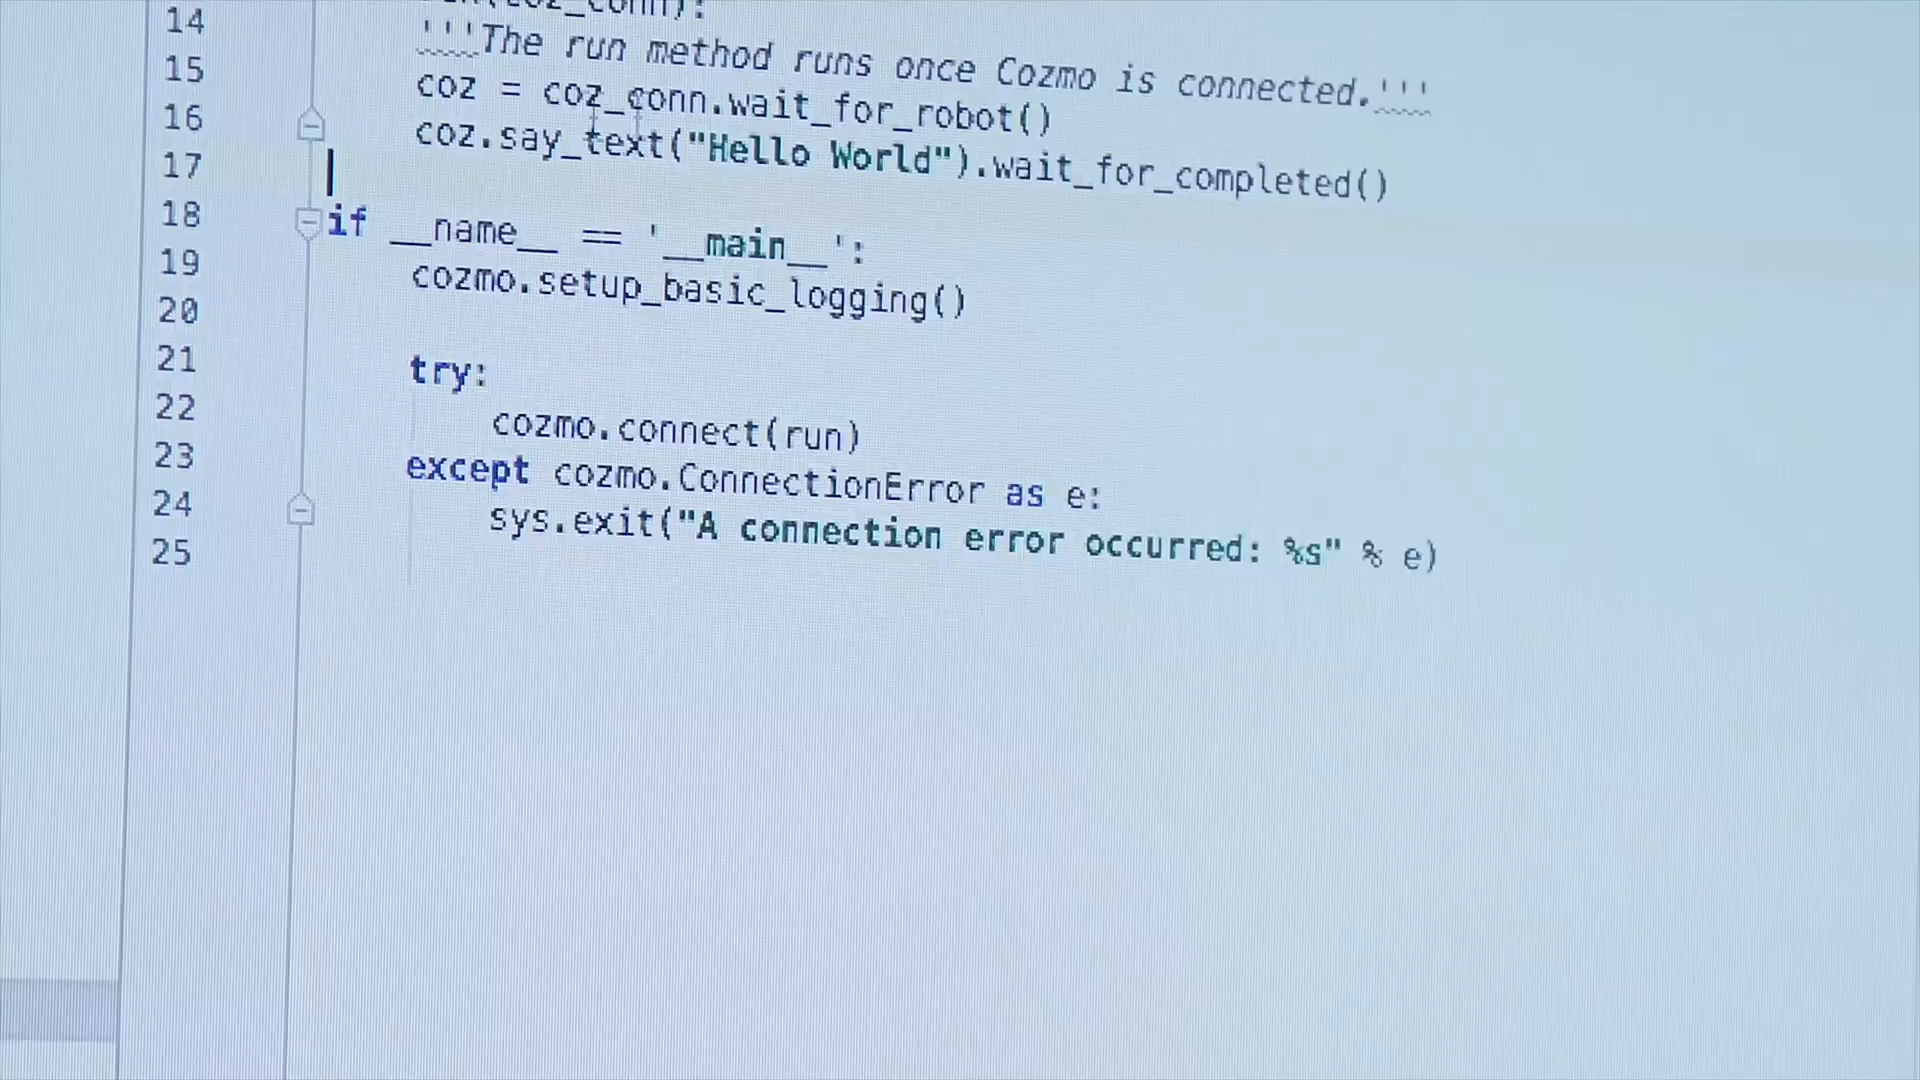 (coz_conn):
14 '''The run method runs once Cozmo is connected.'''
15 coz = coz_conn.wait_for_robot()
16 coz.say_text("Hello World").wait_for_completed()
17
18 if __name__ == '__main__':
19 cozmo.setup_basic_logging()
20
21 try:
22 cozmo.connect(run)
23 except cozmo.ConnectionError as e:
24 sys.exit("A connection error occurred: %s" % e)
25